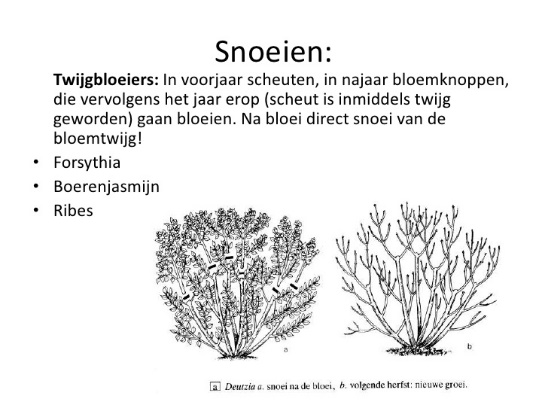 Snoeien:
Twijgbloeiers: In voorjaar scheuten, in najaar bloemknoppen,
die vervolgens het jaar erop (scheut is inmiddels twijg
geworden) gaan bloeien. Na bloei direct snoei van de
bloemtwijg!
• Forsythia
• Boerenjasmijn
• Ribes
a
b
a Deutzia a. snoei na de bloei, b. volgende herfst: nieuwe groei.